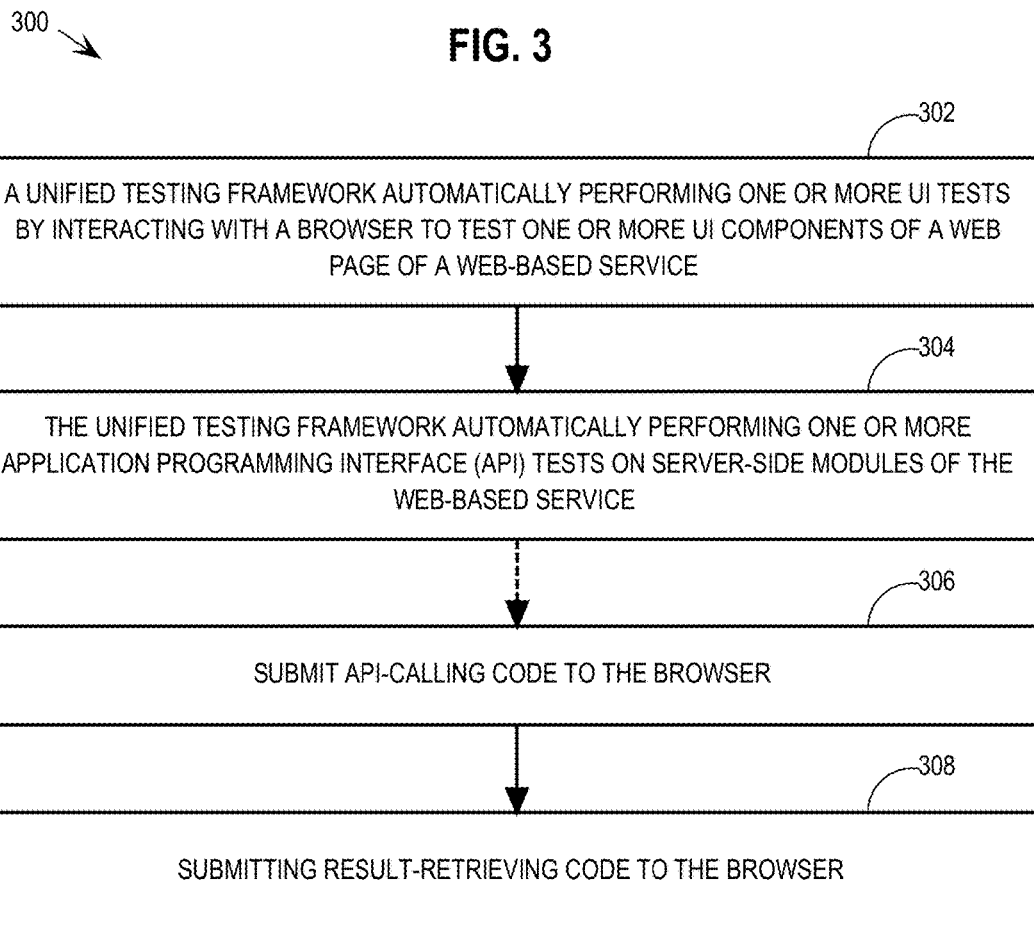 300
FIG. 3
302
A UNIFIED TESTING FRAMEWORK AUTOMATICALLY PERFORMING ONE OR MORE UI TESTS
BY INTERACTING WITH A BROWSER TO TEST ONE OR MORE UI COMPONENTS OF A WEB
PAGE OF A WEB-BASED SERVICE
304
THE UNIFIED TESTING FRAMEWORK AUTOMATICALLY PERFORMING ONE OR MORE
APPLICATION PROGRAMMING INTERFACE (API) TESTS ON SERVER-SIDE MODULES OF THE
WEB-BASED SERVICE
306
SUBMIT API-CALLING CODE TO THE BROWSER
308
SUBMITTING RESULT-RETRIEVING CODE TO THE BROWSER